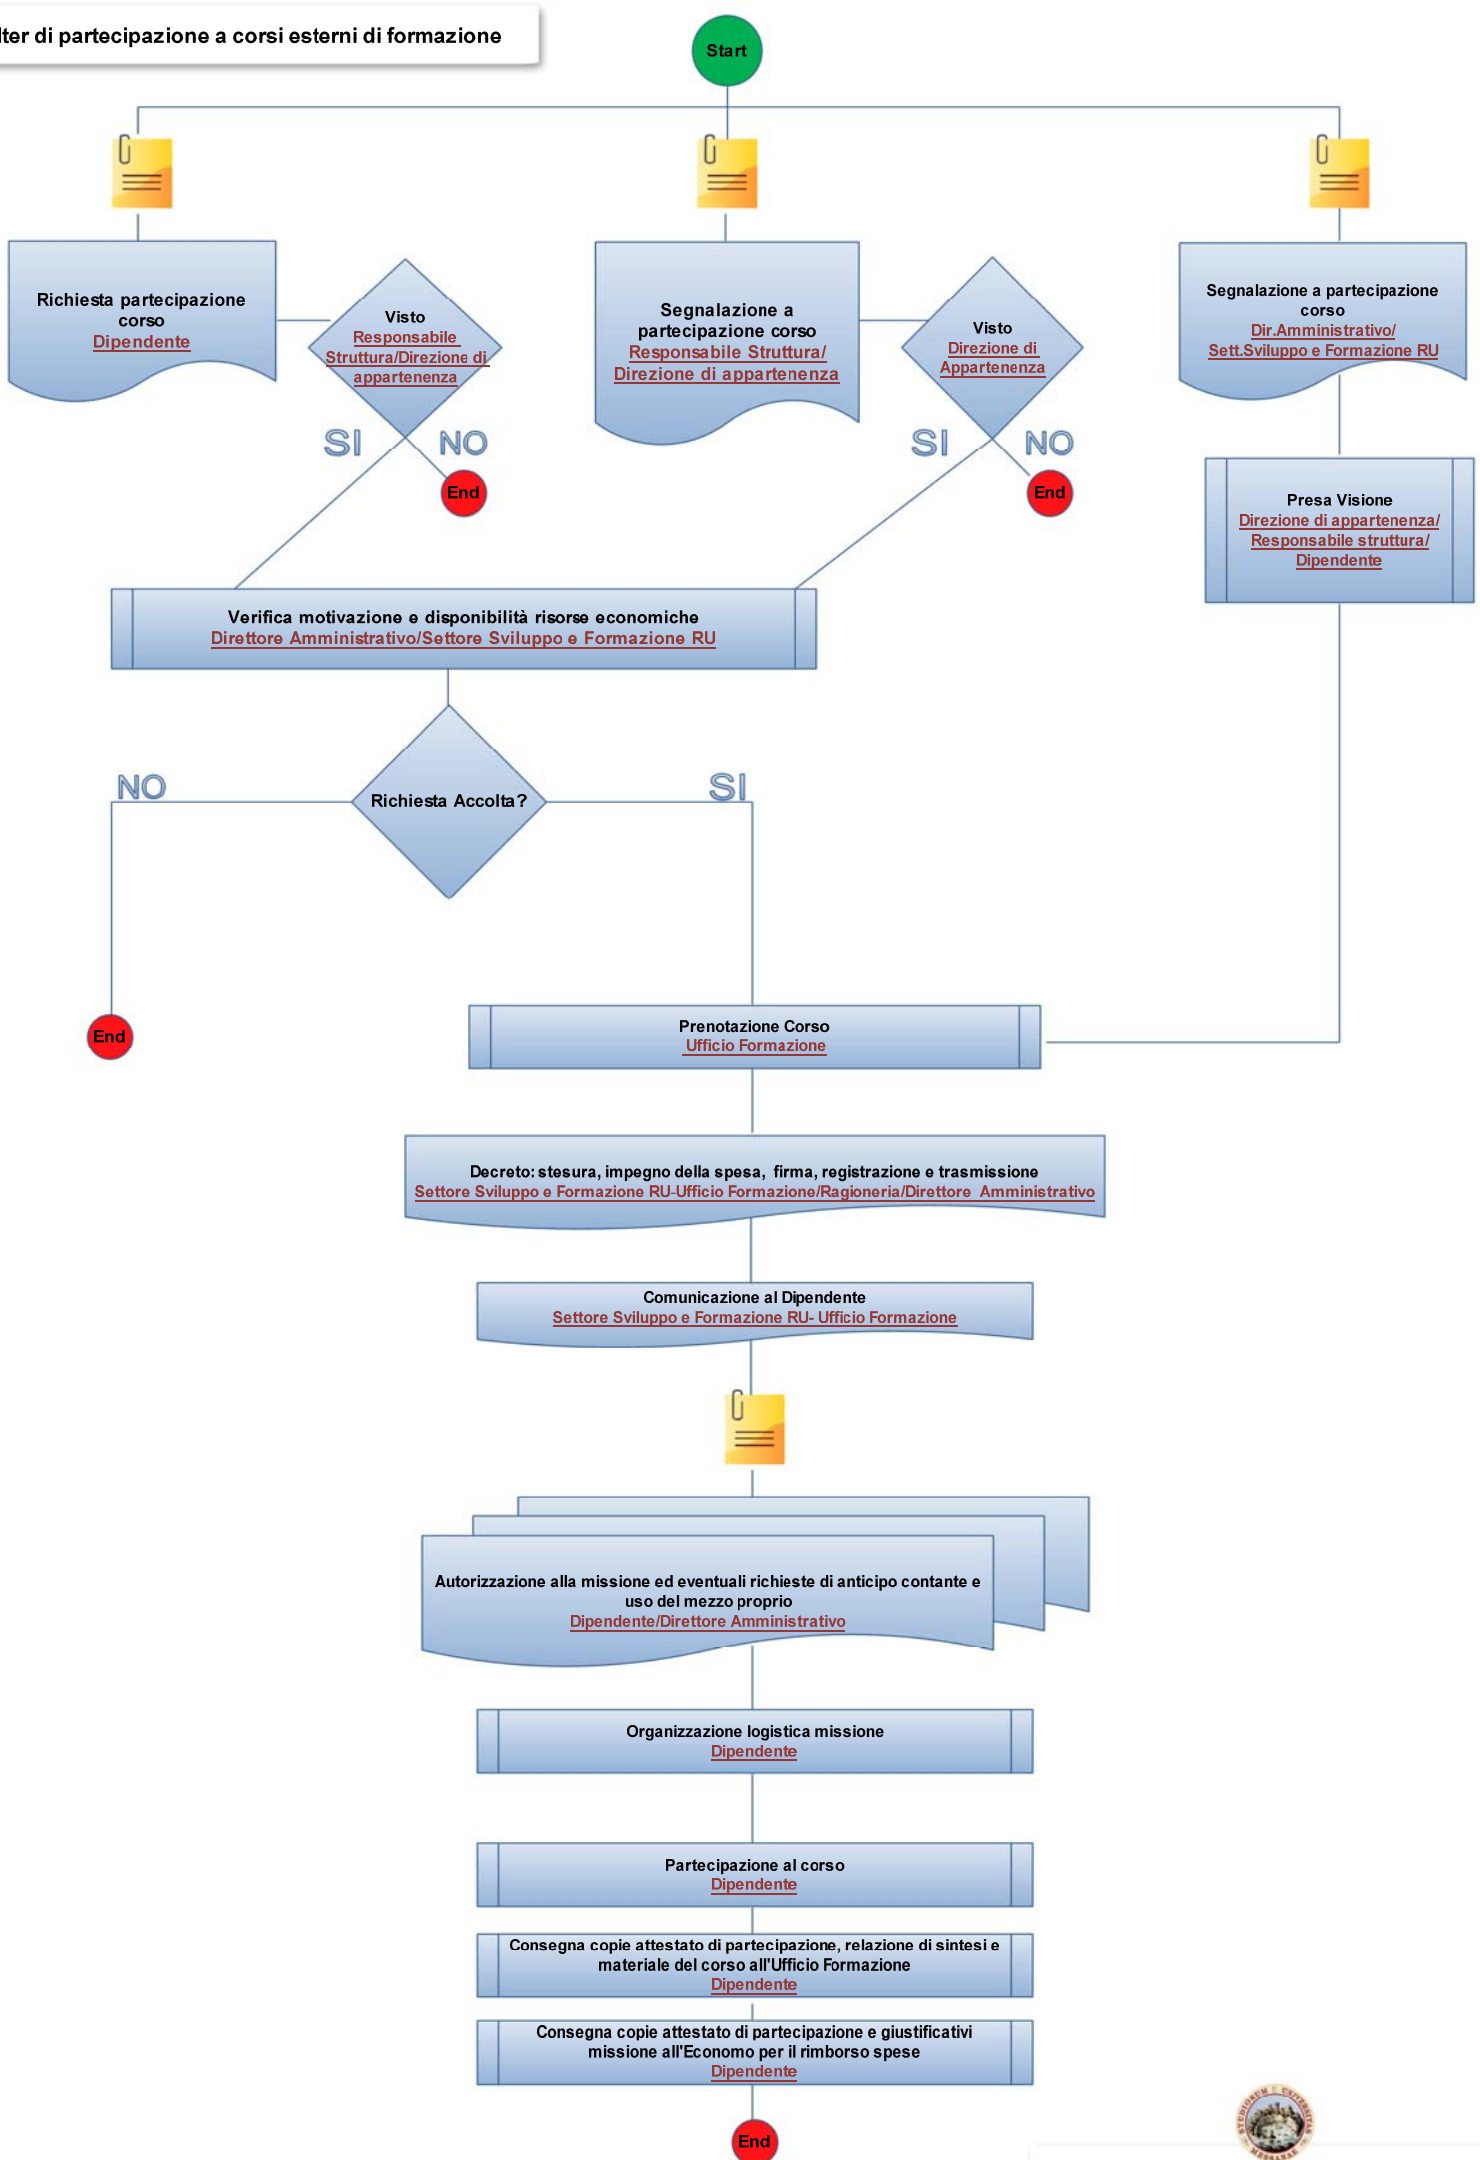 Iter di partecipazione a corsi esterni di formazione
Start
Richiesta partecipazione
corso
Dipendente
Visto
Responsabile
Struttura/Direzione di
appartenenza
SI
NO
End
Segnalazione a
partecipazione corso
Responsabile Struttura/
Direzione di appartenenza
Visto
Direzione di
Appartenenza
SI
NO
End
Segnalazione a partecipazione
corso
Dir.Amministrativo/
Sett.Sviluppo e Formazione RU
Presa Visione
Direzione di appartenenza/
Responsabile struttura/
Dipendente
Verifica motivazione e disponibilità risorse economiche
Direttore Amministrativo/Settore Sviluppo e Formazione RU
Richiesta Accolta?
NO
SI
End
Prenotazione Corso
Ufficio Formazione
Decreto: stesura, impegno della spesa, firma, registrazione e trasmissione
Settore Sviluppo e Formazione RU-Ufficio Formazione/Ragioneria/Direttore Amministrativo
Comunicazione al Dipendente
Settore Sviluppo e Formazione RU- Ufficio Formazione
Autorizzazione alla missione ed eventuali richieste di anticipo contante e
uso del mezzo proprio
Dipendente/Direttore Amministrativo
Organizzazione logistica missione
Dipendente
Partecipazione al corso
Dipendente
Consegna copie attestato di partecipazione, relazione di sintesi e
materiale del corso all'Ufficio Formazione
Dipendente
Consegna copie attestato di partecipazione e giustificativi
missione all'Economo per il rimborso spese
Dipendente
End
STUDIORUM UNIVERSITAS
MESSANAE